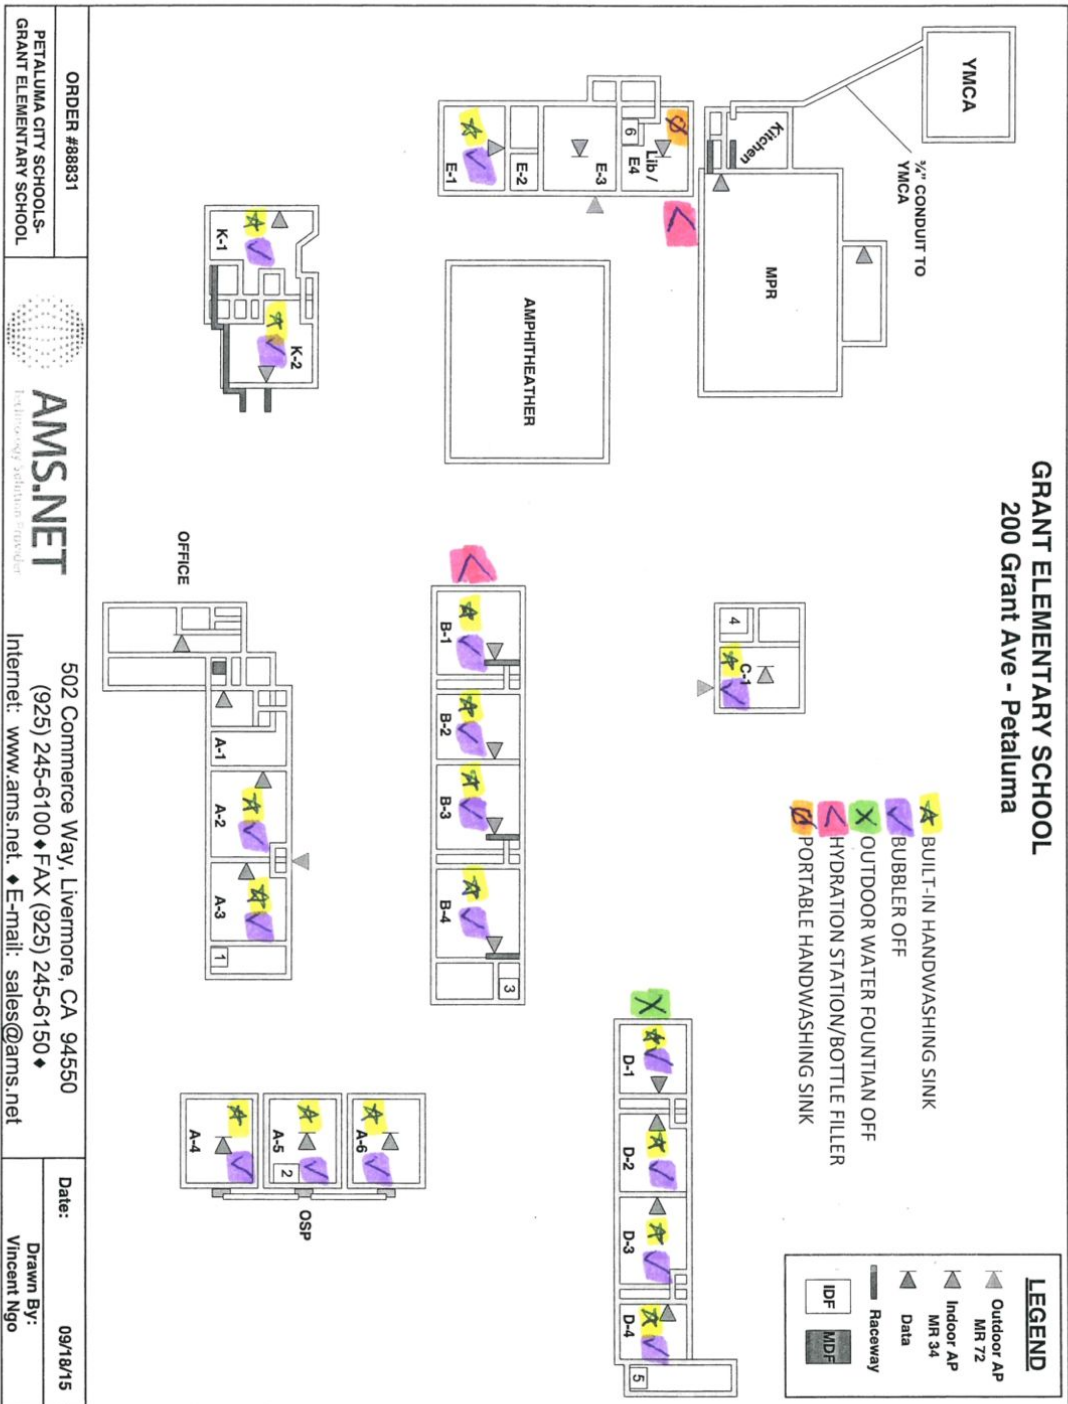 GRANT ELEMENTARY SCHOOL
200 Grant Ave - Petaluma
YMCA
¾" CONDUIT TO
YMCA
Kitchen
MPR
6
Lib /
E4
E-3
E-2
E-1
AMPHITHEATHER
K-1
K-2
4
C-1
BUILT-IN HANDWASHING SINK
BUBBLER OFF
X OUTDOOR WATER FOUNTIAN OFF
HYDRATION STATION/BOTTLE FILLER
PORTABLE HANDWASHING SINK
B-1
B-2
B-3
B-4
3
X
D-1
D-2
D-3
D-4
5
OFFICE
A-1
A-2
A-3
1
A-4
A-5
2
A-6
OSP
LEGEND
Outdoor AP
MR 72
Indoor AP
MR 34
Data
Raceway
IDF
MDF
ORDER #88831
PETALUMA CITY SCHOOLS-
GRANT ELEMENTARY SCHOOL
AMS.NET
Technology Solution Provider
502 Commerce Way, Livermore, CA 94550
(925) 245-6100 ♦ FAX (925) 245-6150 ♦
Internet: www.ams.net. ♦ E-mail: sales@ams.net
Date:
09/18/15
Drawn By:
Vincent Ngo